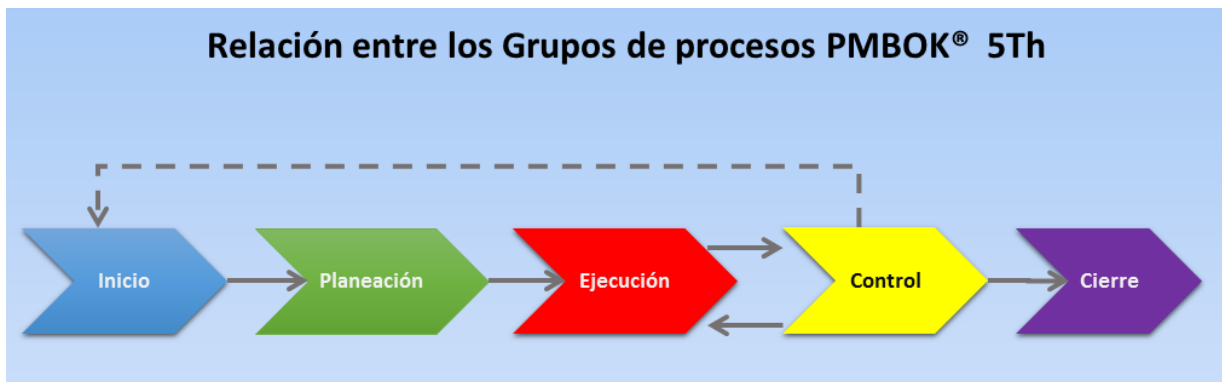 Relación entre los Grupos de procesos PMBOK® 5Th
Inicio
Planeación
Ejecución
Control
Cierre